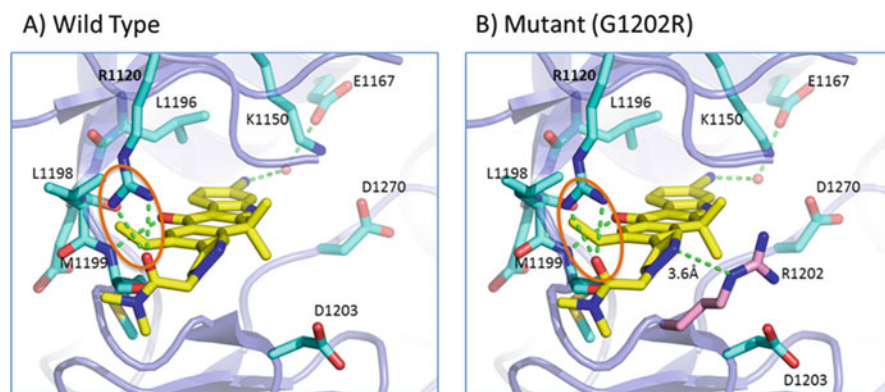 A) Wild Type
R1120
L1196
K1150
E1167
L1198
D1270
M1199
D1203
B) Mutant (G1202R)
R1120
L1196
K1150
E1167
L1198
D1270
M1199
3.6Å
R1202
D1203